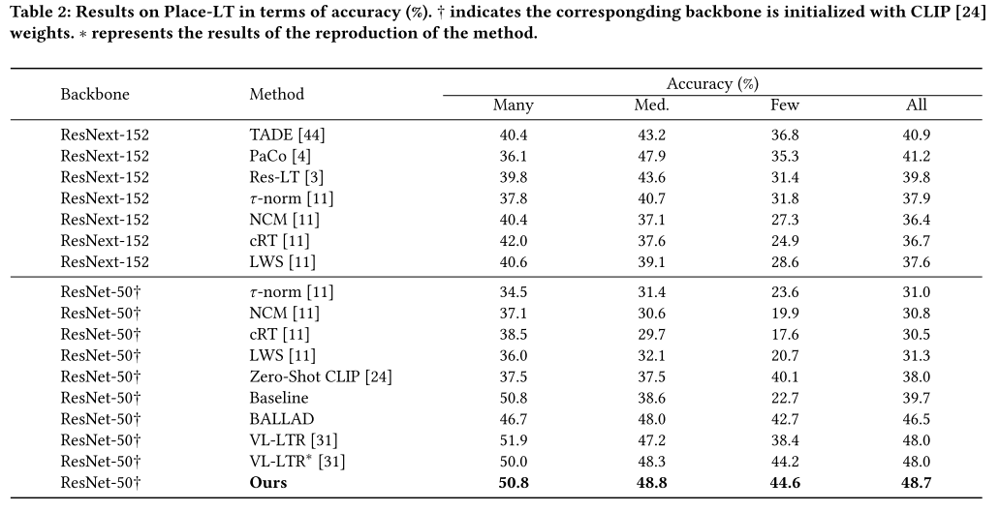 Table 2: Results on Place-LT in terms of accuracy (%). † indicates the correspongding backbone is initialized with CLIP [24]
weights. * represents the results of the reproduction of the method.
Backbone Method Accuracy (%)
Many Med. Few All
ResNext-152 TADE [44] 40.4 43.2 36.8 40.9
ResNext-152 PaCo [4] 36.1 47.9 35.3 41.2
ResNext-152 Res-LT [3] 39.8 43.6 31.4 39.8
ResNext-152 τ-norm [11] 37.8 40.7 31.8 37.9
ResNext-152 NCM [11] 40.4 37.1 27.3 36.4
ResNext-152 cRT [11] 42.0 37.6 24.9 36.7
ResNext-152 LWS [11] 40.6 39.1 28.6 37.6
ResNet-50† τ-norm [11] 34.5 31.4 23.6 31.0
ResNet-50† NCM [11] 37.1 30.6 19.9 30.8
ResNet-50† cRT [11] 38.5 29.7 17.6 30.5
ResNet-50† LWS [11] 36.0 32.1 20.7 31.3
ResNet-50† Zero-Shot CLIP [24] 37.5 37.5 40.1 38.0
ResNet-50† Baseline 50.8 38.6 22.7 39.7
ResNet-50† BALLAD 46.7 48.0 42.7 46.5
ResNet-50† VL-LTR [31] 51.9 47.2 38.4 48.0
ResNet-50† VL-LTR* [31] 50.0 48.3 44.2 48.0
ResNet-50† Ours 50.8 48.8 44.6 48.7